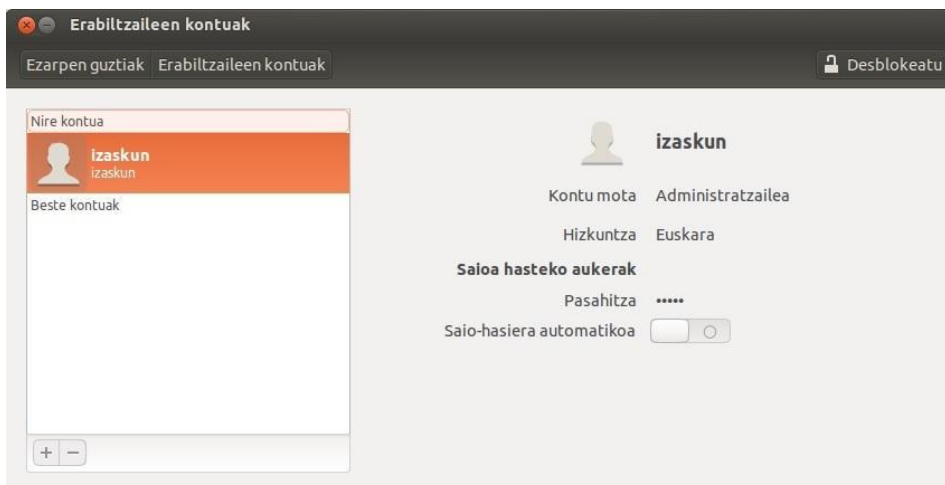 Erabiltzaileen kontuak
Ezarpen guztiak Erabiltzaileen kontuak Desblokeatu
Nire kontua
izaskun
izaskun
Beste kontuak
izaskun
Kontu mota Administratzailea
Hizkuntza Euskara
Saioa hasteko aukerak
Pasahitza •••••
Saio-hasiera automatikoa